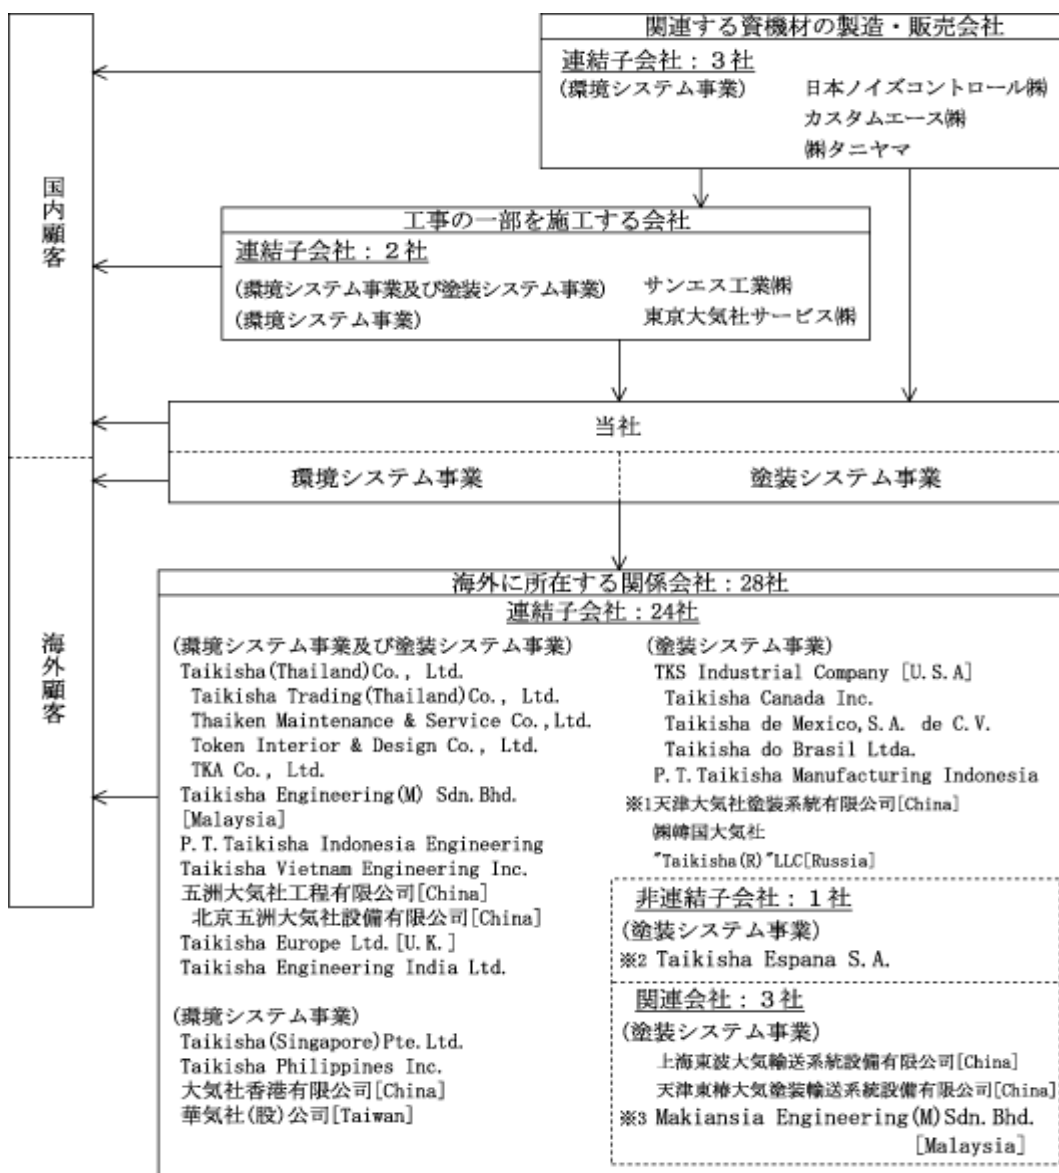 関連する資機材の製造・販売会社
連結子会社：３社
(環境システム事業) 日本ノイズコントロール㈱
カスタムエース㈱
㈱タニヤマ
国内顧客
工事の一部を施工する会社
連結子会社：２社
(環境システム事業及び塗装システム事業) サンエス工業㈱
(環境システム事業) 東京大気社サービス㈱
当社
環境システム事業 塗装システム事業
海外顧客
海外に所在する関係会社：28社
連結子会社：24社
(環境システム事業及び塗装システム事業)
Taikisha(Thailand)Co., Ltd.
Taikisha Trading(Thailand)Co., Ltd.
Thaiken Maintenance & Service Co.,Ltd.
Token Interior & Design Co., Ltd.
TKA Co., Ltd.
Taikisha Engineering(M) Sdn.Bhd.
[Malaysia]
P.T.Taikisha Indonesia Engineering
Taikisha Vietnam Engineering Inc.
五洲大気社工程有限公司[China]
北京五洲大気社設備有限公司[China]
Taikisha Europe Ltd.[U.K.]
Taikisha Engineering India Ltd.
(環境システム事業)
Taikisha(Singapore)Pte.Ltd.
Taikisha Philippines Inc.
大気社香港有限公司[China]
華気社(股)公司[Taiwan]
(塗装システム事業)
TKS Industrial Company [U.S.A]
Taikisha Canada Inc.
Taikisha de Mexico,S.A. de C.V.
Taikisha do Brasil Ltda.
P.T.Taikisha Manufacturing Indonesia
※1天津大気社塗装系統有限公司[China]
㈱韓国大気社
"Taikisha(R)"LLC[Russia]
非連結子会社：１社
(塗装システム事業)
※2 Taikisha Espana S.A.
関連会社：３社
(塗装システム事業)
上海東波大気輸送系統設備有限公司[China]
天津東椿大気塗装輸送系統設備有限公司[China]
※3 Makiansia Engineering(M)Sdn.Bhd.
[Malaysia]